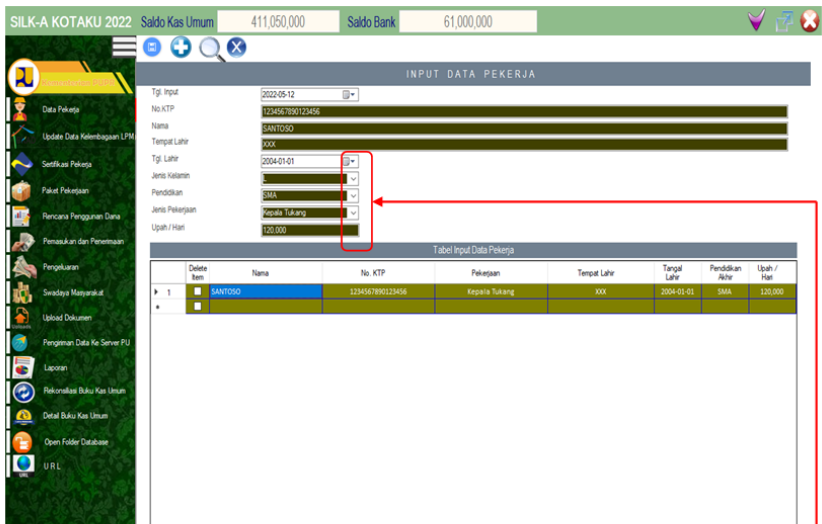 SILK-A KOTAKU 2022 Saldo Kas Umum 411,050,000 Saldo Bank 61,000,000
INPUT DATA PEKERJA
Tgl. Input 2022-05-12
No.KTP 1234567890123456
Nama SANTOSO
Tempat Lahir XXX
Tgl. Lahir 2004-01-01
Jenis Kelamin L
Pendidikan SMA
Jenis Pekerjaan Kepala Tukang
Upah / Hari 120,000
Tabel Input Data Pekerja
Delete Item Nama No. KTP Pekerjaan Tempat Lahir Tangal Lahir Pendidikan Akhir Upah / Hari
1 SANTOSO 1234567890123456 Kepala Tukang XXX 2004-01-01 SMA 120,000
Data Pekerja
Update Data Kelembagaan LPM
Sertifikasi Pekerja
Paket Pekerjaan
Rencana Penggunan Dana
Pemasukan dan Penerimaan
Pengeluaran
Swadaya Masyarakat
Upload Dokumen
Pengiriman Data Ke Server PU
Laporan
Rekonsiliasi Buku Kas Umum
Detail Buku Kas Umum
Open Folder Database
URL
URL